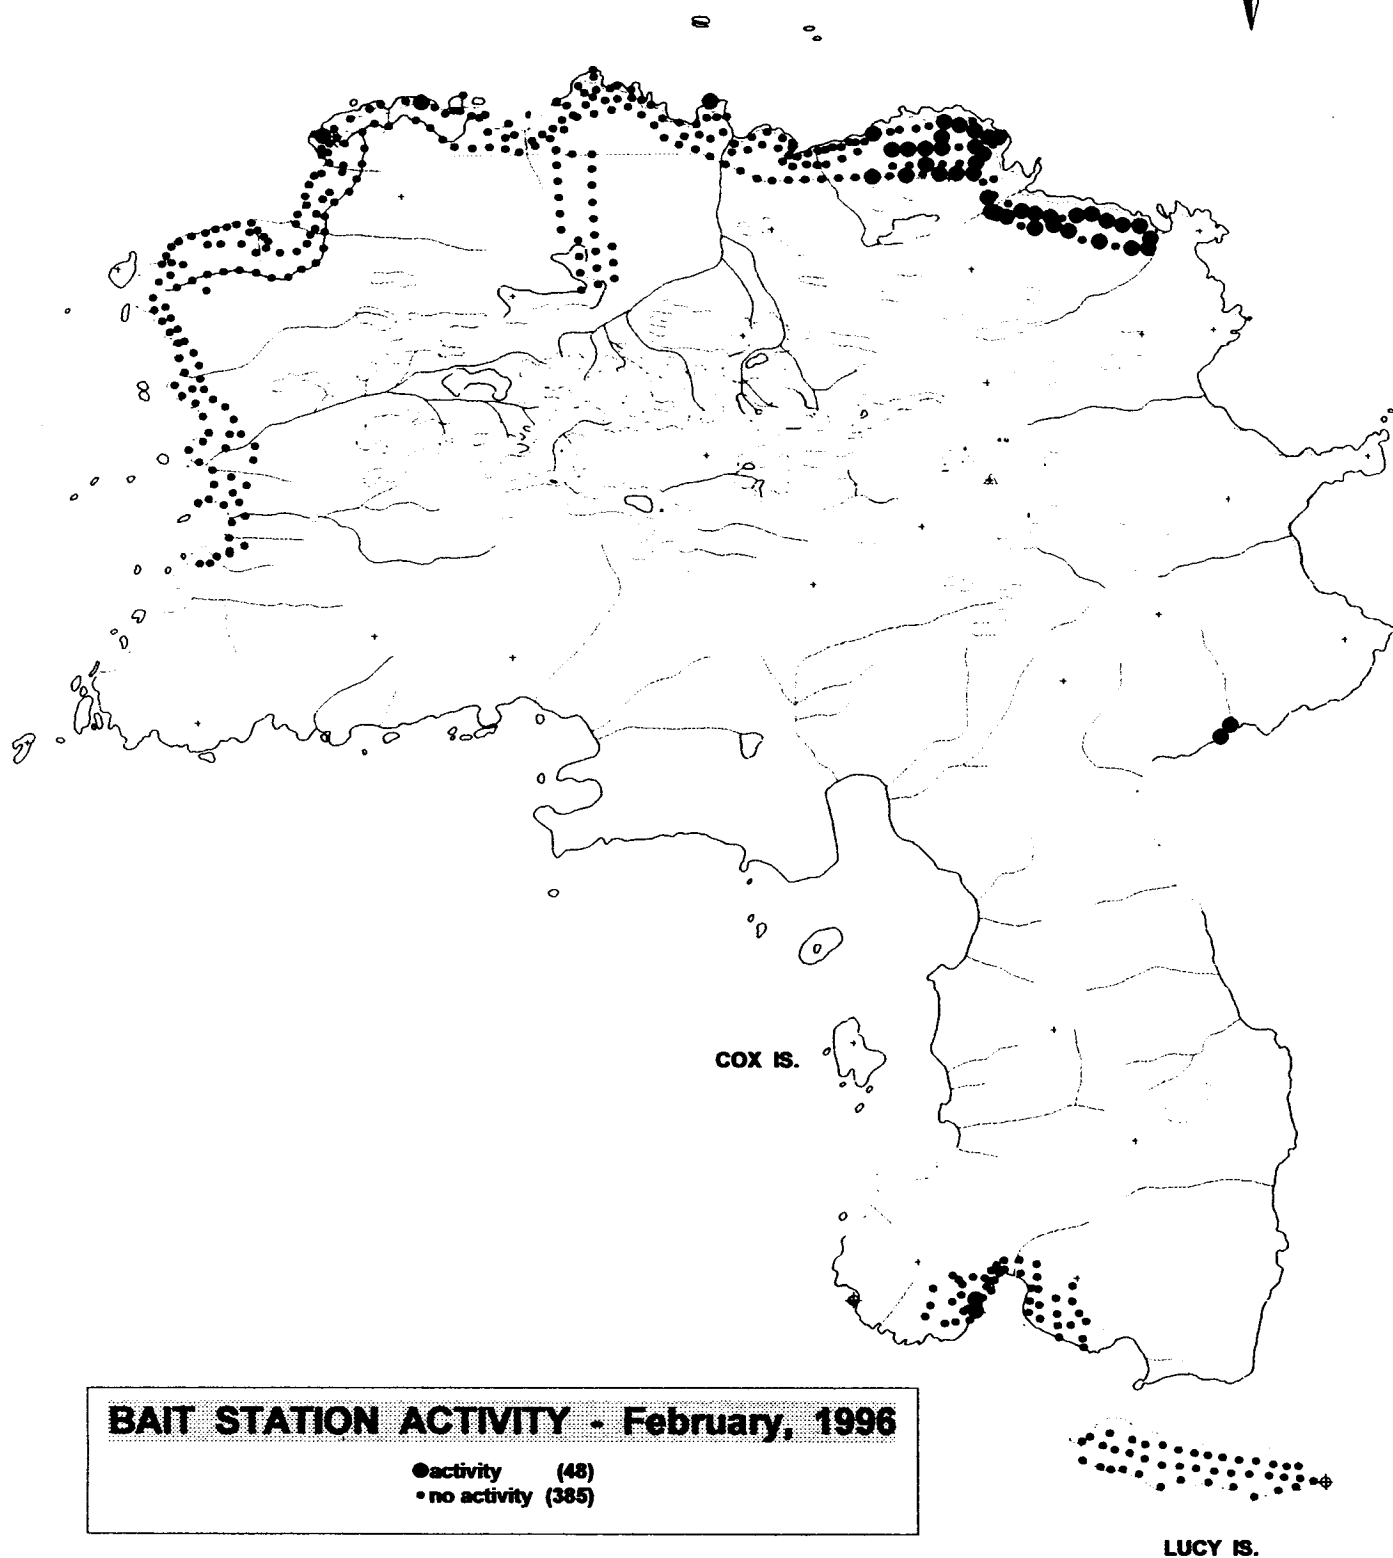 COX IS.
BAIT STATION ACTIVITY - February, 1996
activity (48)
no activity (385)
LUCY IS.